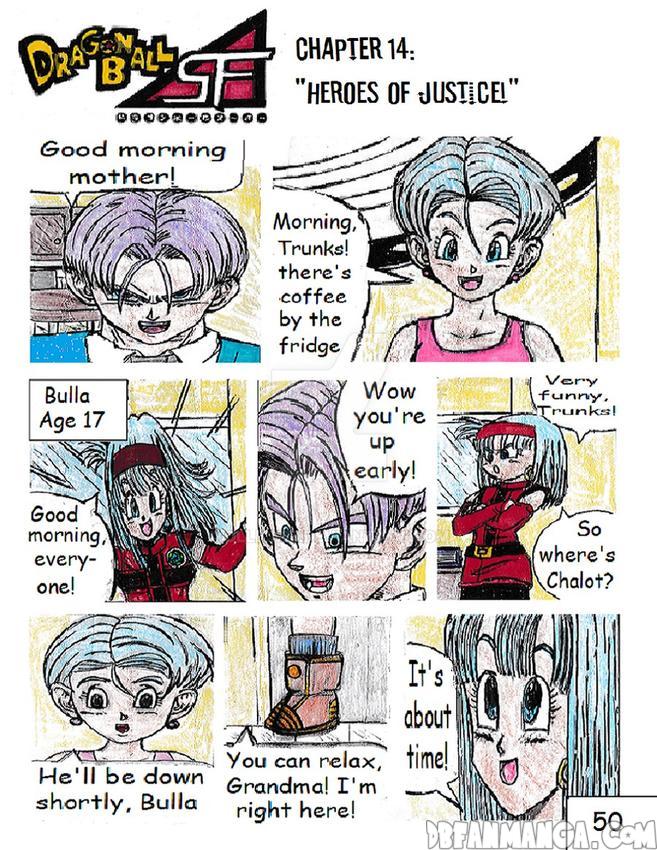 DRAGON
BALL
SF
CHAPTER 14:
"HEROES OF JUSTICE!"
Good morning
mother!
Morning,
Trunks!
there's
coffee
by the
fridge
Bulla
Age 17
Good
morning,
every-
one!
Wow
you're
up
early!
Very
funny,
Trunks!
So
where's
Chalot?
He'll be down
shortly, Bulla
You can relax,
Grandma! I'm
right here!
It's
about
time!
50
DBFANMANGA.COM